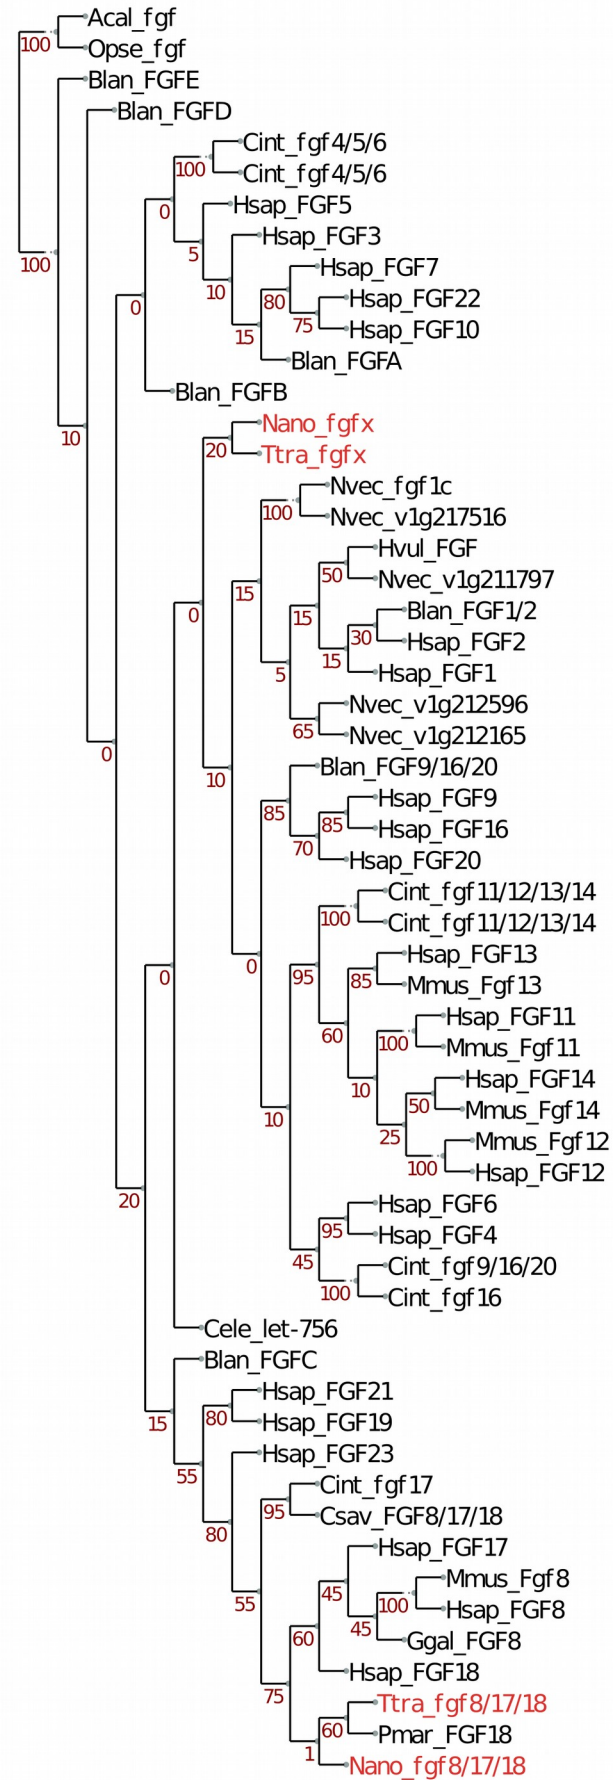 Acal_fgf
100
Opse_fgf
Blan_FGFE
Blan_FGFD
Cint_fgf4/5/6
100
Cint_fgf4/5/6
Hsap_FGF5
0
Hsap_FGF3
5
100
Hsap_FGF7
10
80
Hsap_FGF22
0
75
Hsap_FGF10
15
Blan_FGFA
Blan_FGFB
Nano_fgfx
10
20
Ttra_fgfx
Nvec_fgf1c
100
Nvec_v1g217516
Hvul_FGF
50
Nvec_v1g211797
15
Blan_FGF1/2
0
15
30
Hsap_FGF2
15
Hsap_FGF1
5
Nvec_v1g212596
65
Nvec_v1g212165
0
Blan_FGF9/16/20
10
Hsap_FGF9
85
85
Hsap_FGF16
70
Hsap_FGF20
Cint_fgf11/12/13/14
100
Cint_fgf11/12/13/14
Hsap_FGF13
0
0
95
85
Mmus_Fgf13
Hsap_FGF11
60
100
Mmus_Fgf11
Hsap_FGF14
10
50
Mmus_Fgf14
10
25
Mmus_Fgf12
100
Hsap_FGF12
20
Hsap_FGF6
95
Hsap_FGF4
45
Cint_fgf9/16/20
100
Cint_fgf16
Cele_let-756
Blan_FGFC
Hsap_FGF21
15
80
Hsap_FGF19
Hsap_FGF23
55
Cint_fgf17
95
Csav_FGF8/17/18
80
Hsap_FGF17
Mmus_Fgf8
45
100
Hsap_FGF8
55
45
Ggal_FGF8
60
Hsap_FGF18
75
Ttra_fgf8/17/18
60
Pmar_FGF18
1
Nano_fgf8/17/18